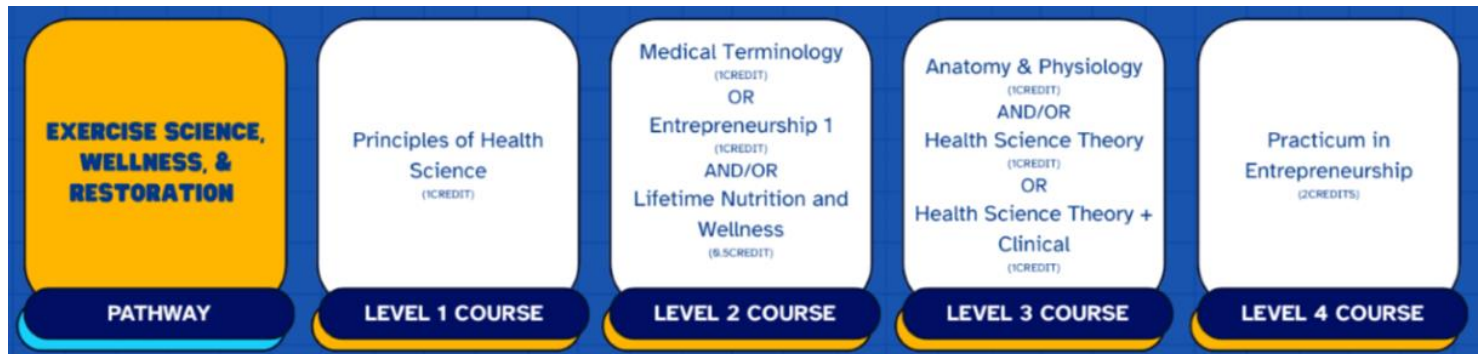 EXERCISE SCIENCE,
WELLNESS, &
RESTORATION
PATHWAY
Principles of Health
Science
(1CREDIT)
LEVEL 1 COURSE
Medical Terminology
(1CREDIT)
OR
Entrepreneurship 1
(1CREDIT)
AND/OR
Lifetime Nutrition and
Wellness
(0.5CREDIT)
LEVEL 2 COURSE
Anatomy & Physiology
(1CREDIT)
AND/OR
Health Science Theory
(1CREDIT)
OR
Health Science Theory +
Clinical
(1CREDIT)
LEVEL 3 COURSE
Practicum in
Entrepreneurship
(2CREDITS)
LEVEL 4 COURSE